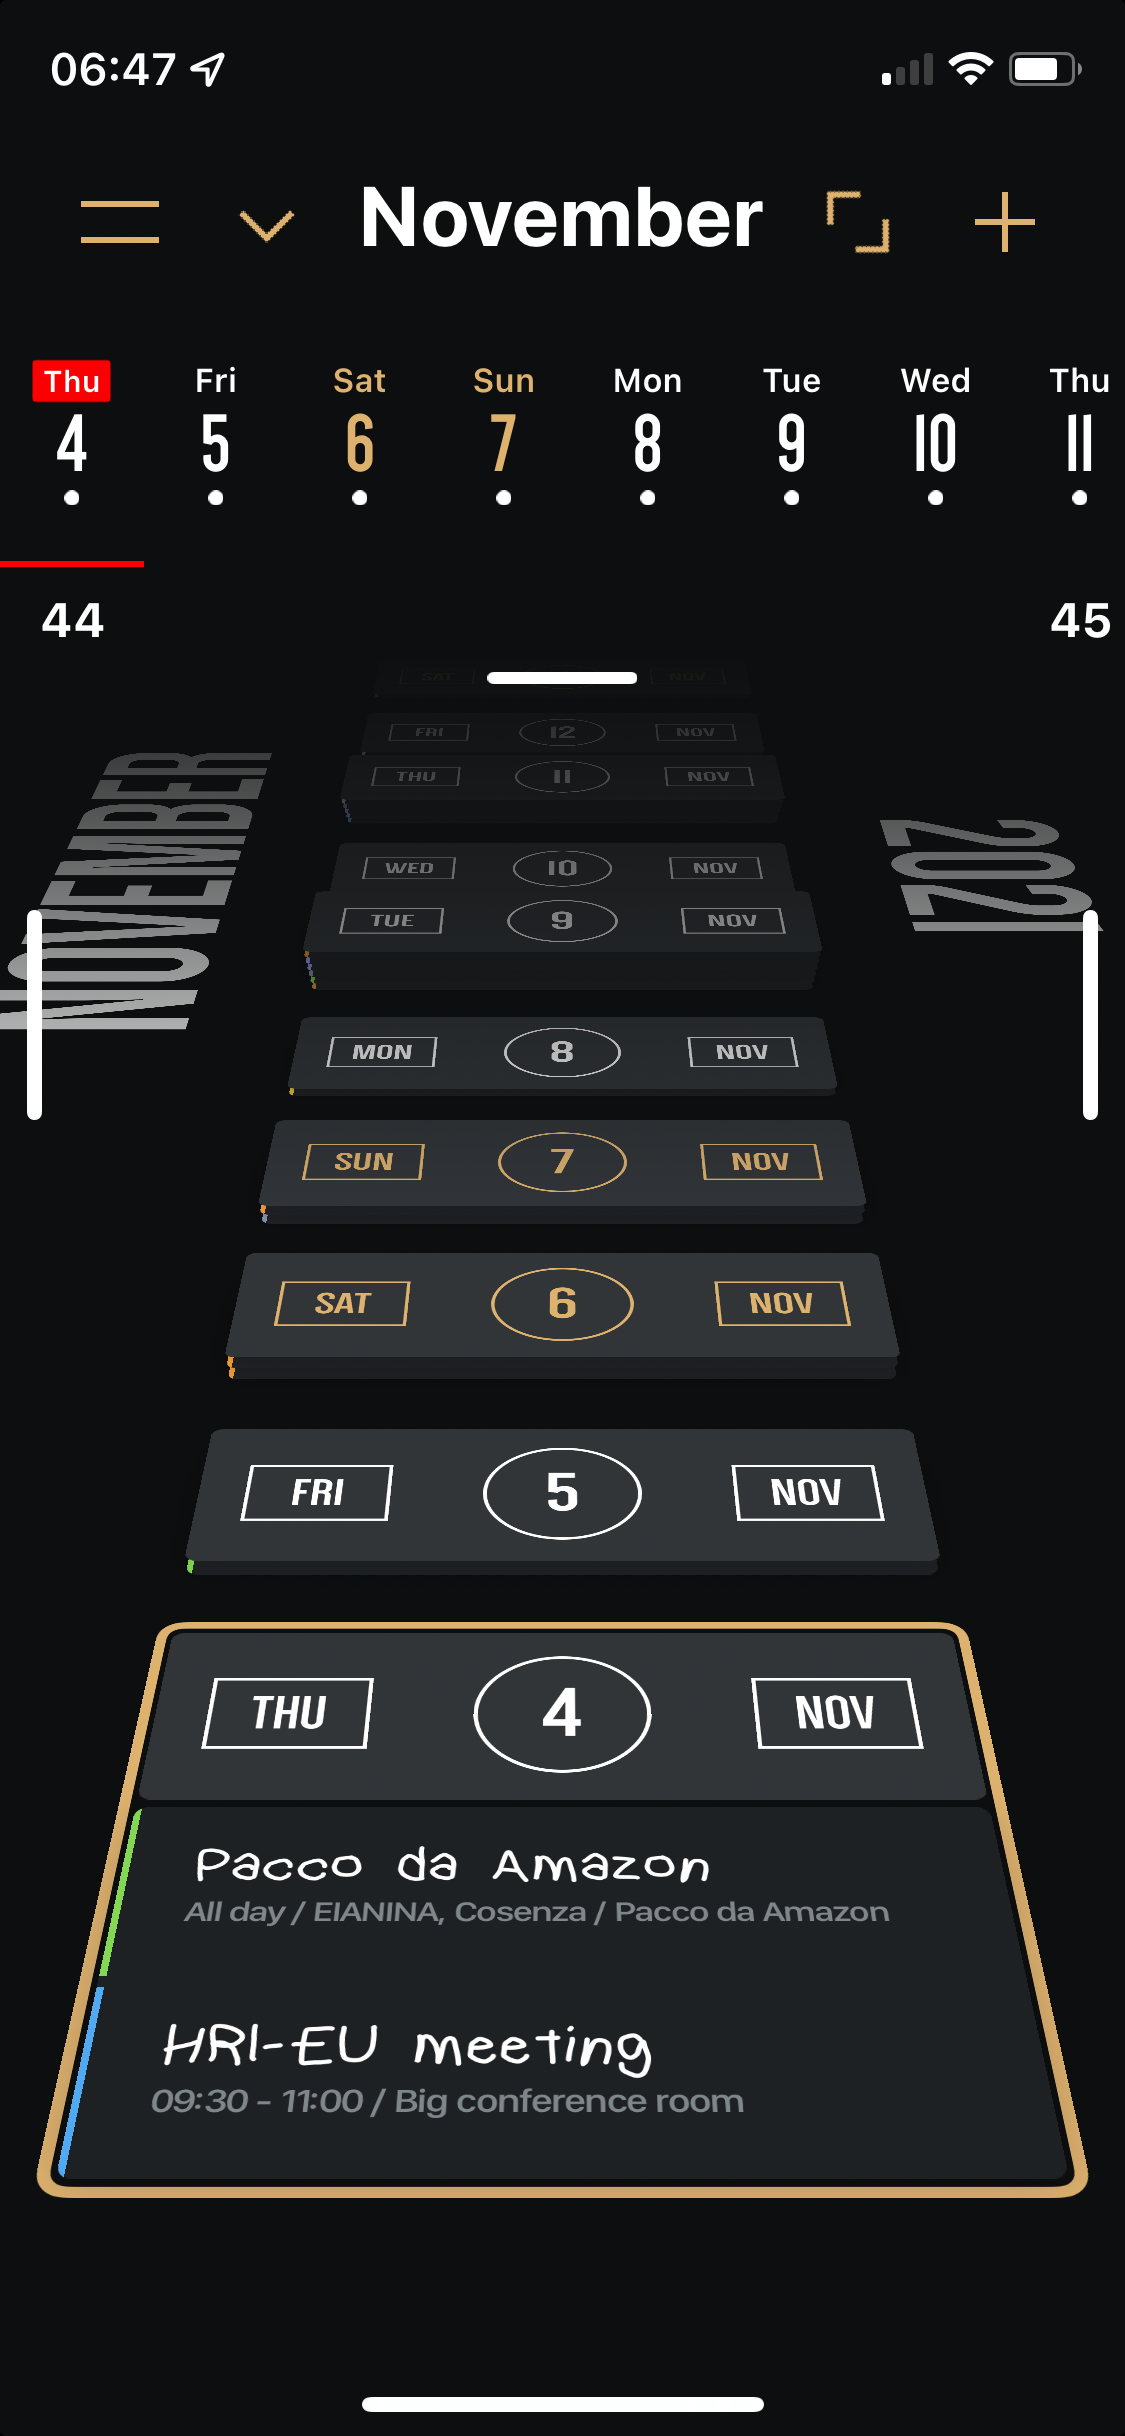 06:47
November
Thu Fri Sat Sun Mon Tue Wed Thu
4 5 6 7 8 9 10 11
44 45
SAT NOV
FRI 12 NOV
THU 11 NOV
NOVEMBER
2021
WED 10 NOV
TUE 9 NOV
MON 8 NOV
SUN 7 NOV
SAT 6 NOV
FRI 5 NOV
THU 4 NOV
Pacco da Amazon
All day / EIANINA, Cosenza / Pacco da Amazon
HRI-EU meeting
09:30 - 11:00 / Big conference room